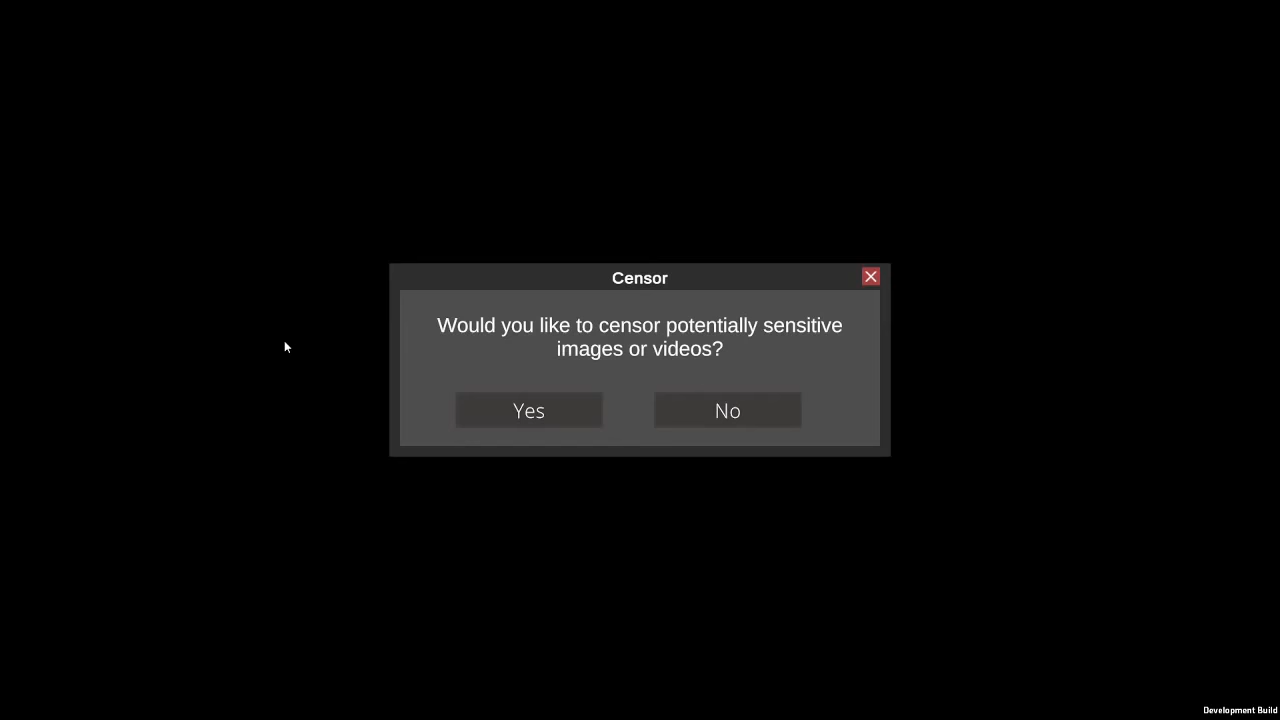 Censor
Would you like to censor potentially sensitive
images or videos?
Yes
No
Development Build